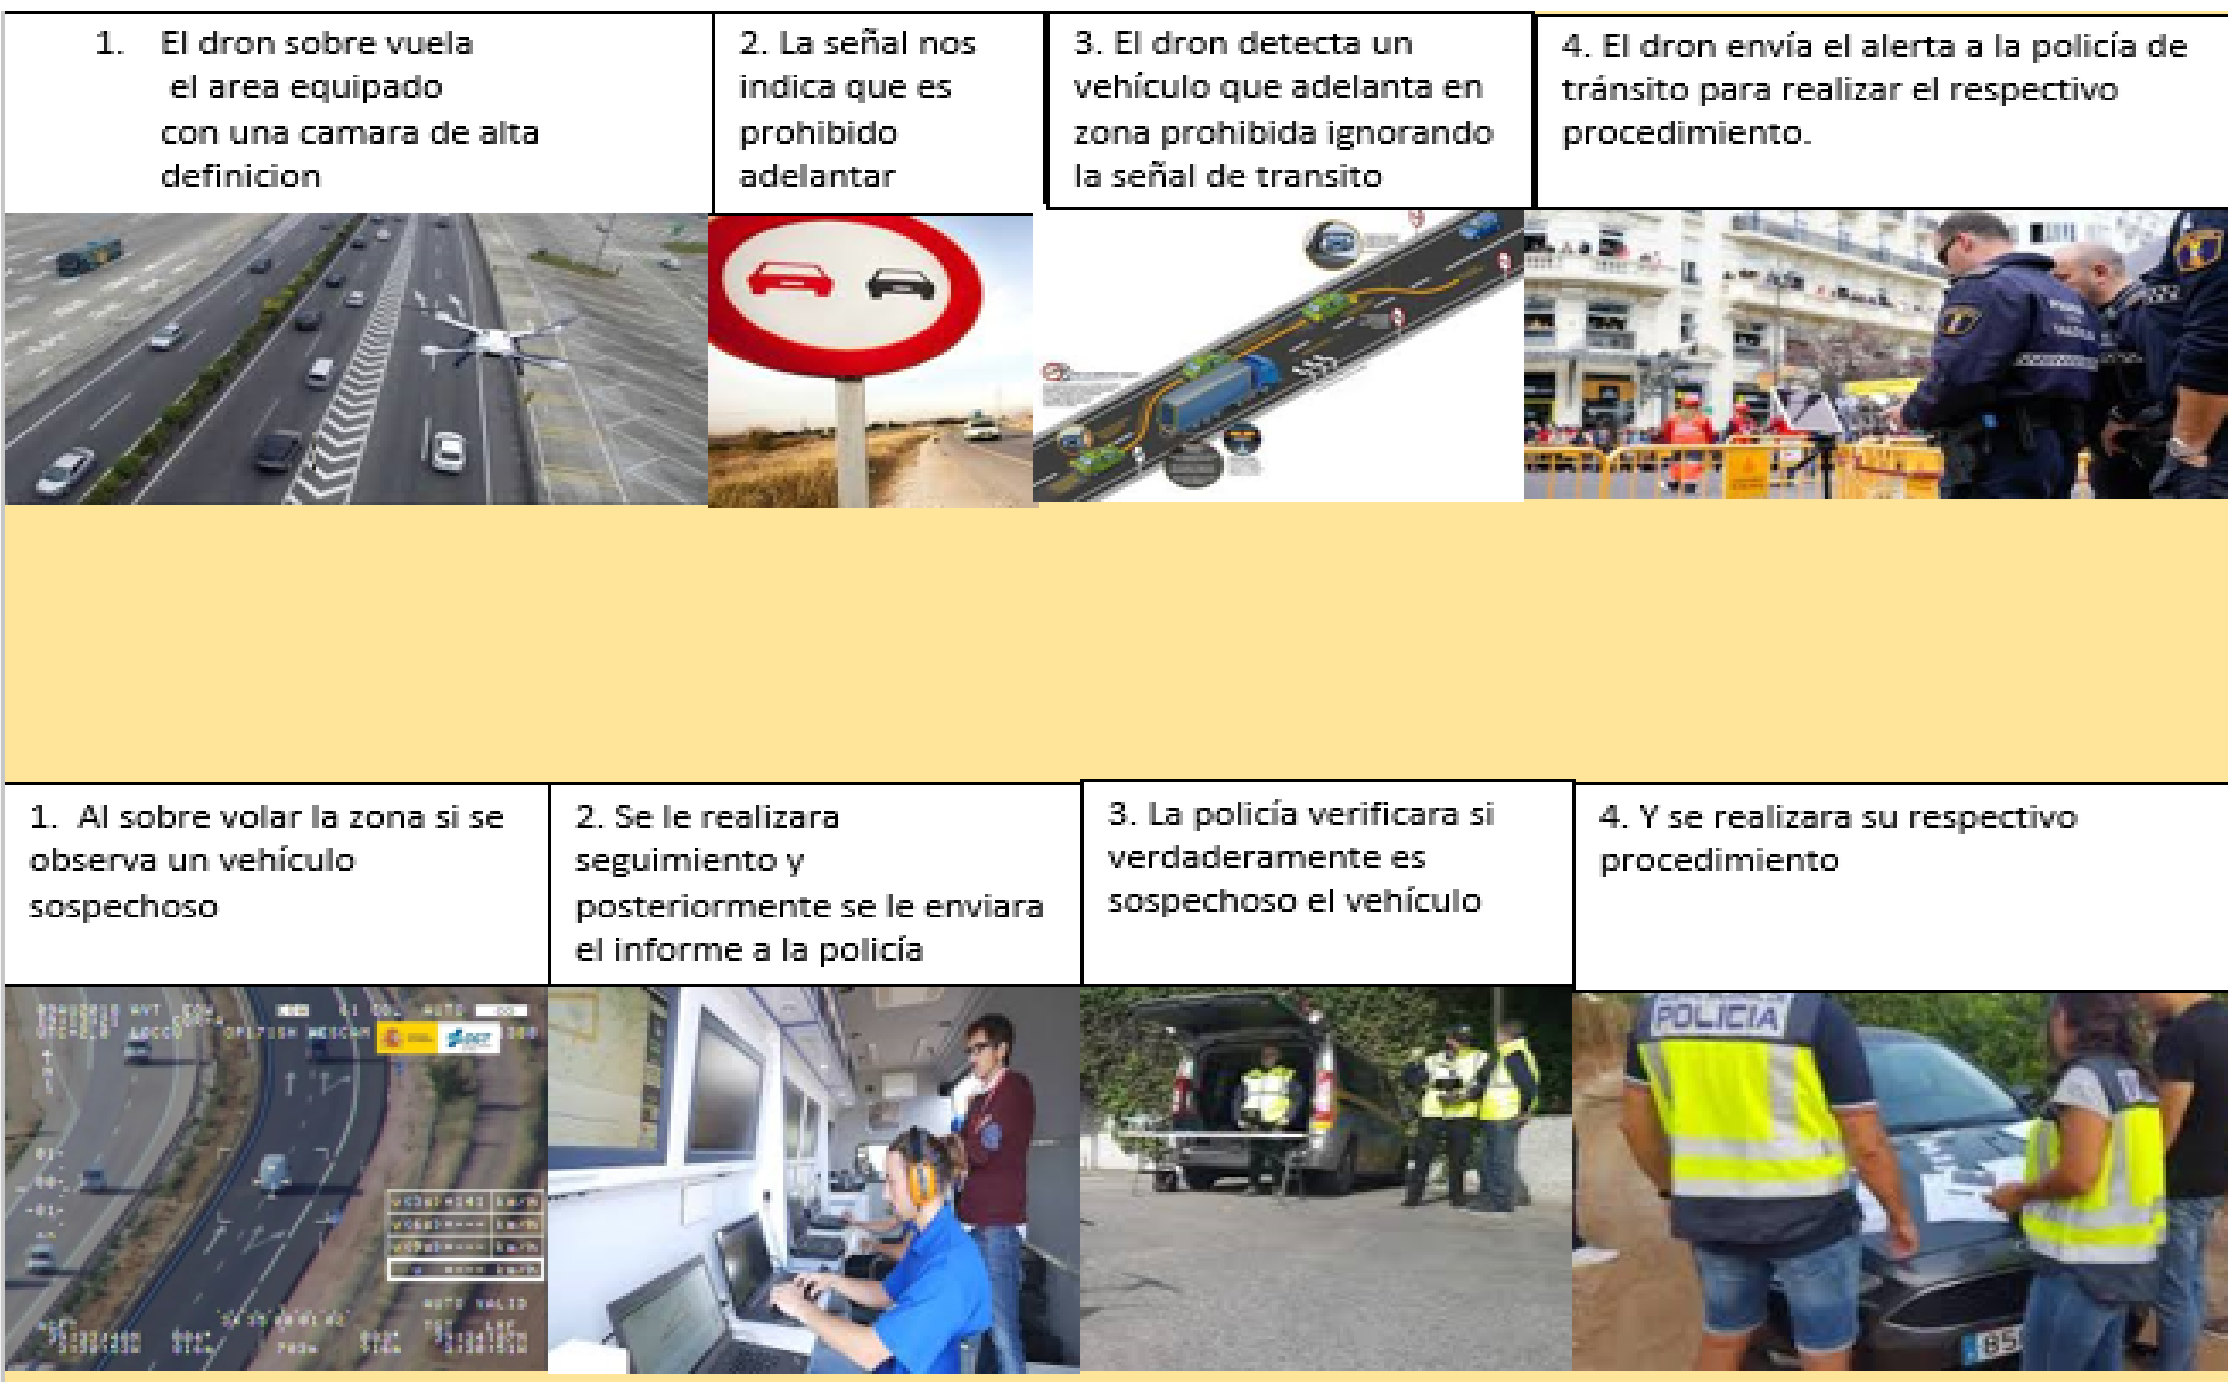 1. El dron sobre vuela
el area equipado
con una camara de alta
definicion
2. La señal nos
indica que es
prohibido
adelantar
3. El dron detecta un
vehículo que adelanta en
zona prohibida ignorando
la señal de transito
4. El dron envía el alerta a la policía de
tránsito para realizar el respectivo
procedimiento.
1. Al sobre volar la zona si se
observa un vehículo
sospechoso
2. Se le realizara
seguimiento y
posteriormente se le enviara
el informe a la policía
3. La policía verificara si
verdaderamente es
sospechoso el vehículo
4. Y se realizara su respectivo
procedimiento
AUTO VALID
POLICIA